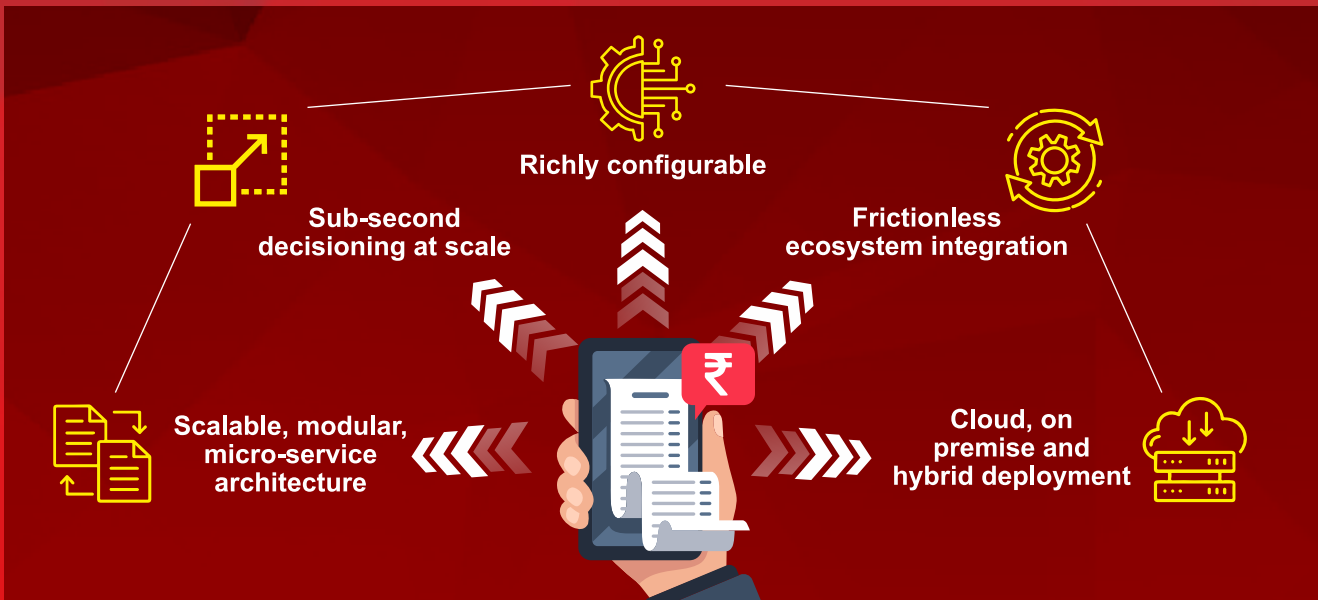 Richly configurable
Sub-second
decisioning at scale
Frictionless
ecosystem integration
₹
Scalable, modular,
micro-service
architecture
Cloud, on
premise and
hybrid deployment